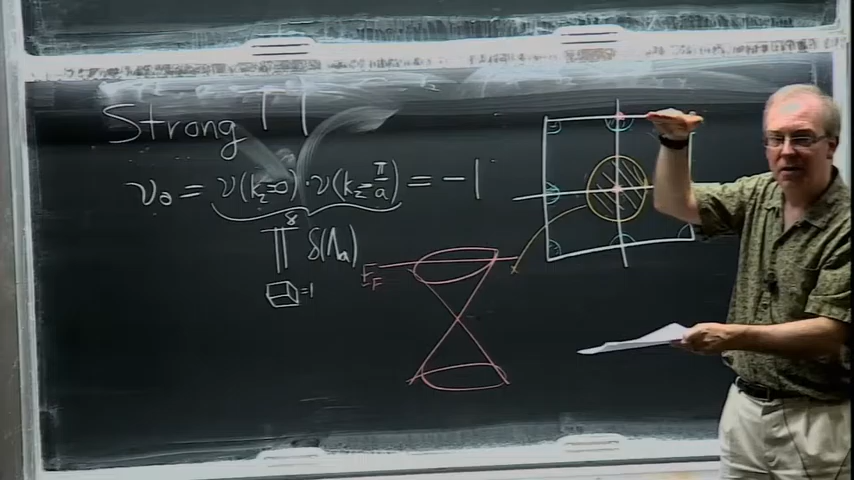 Strong TI
ν₀ = ν(k_z=0) · ν(k_z=π/a) = -1
8
∏ δ(Λa)
=1
E_F